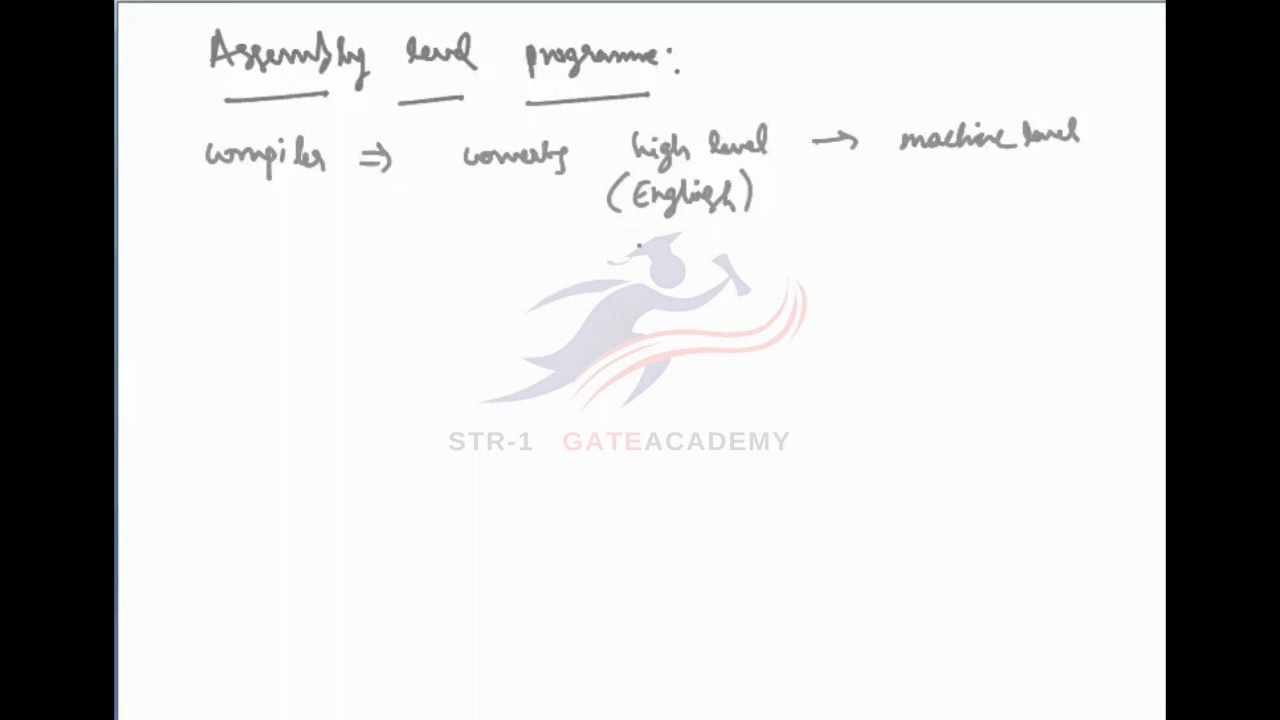 Assembly level programme:
compiler ⇒ converts high level → machine level
(English)
STR-1 GATEACADEMY